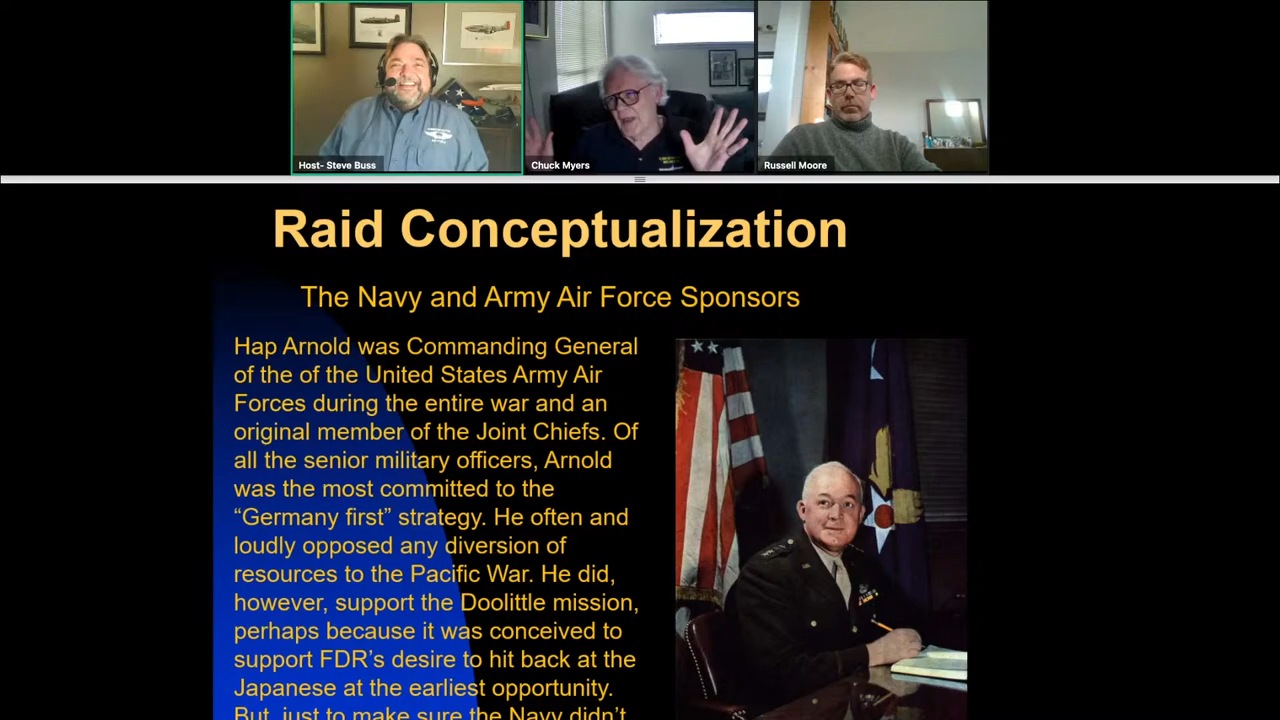 Host- Steve Buss
Chuck Myers
Russell Moore
Raid Conceptualization
The Navy and Army Air Force Sponsors
Hap Arnold was Commanding General
of the of the United States Army Air
Forces during the entire war and an
original member of the Joint Chiefs. Of
all the senior military officers, Arnold
was the most committed to the
“Germany first” strategy. He often and
loudly opposed any diversion of
resources to the Pacific War. He did,
however, support the Doolittle mission,
perhaps because it was conceived to
support FDR’s desire to hit back at the
Japanese at the earliest opportunity.
But, just to make sure the Navy didn’t